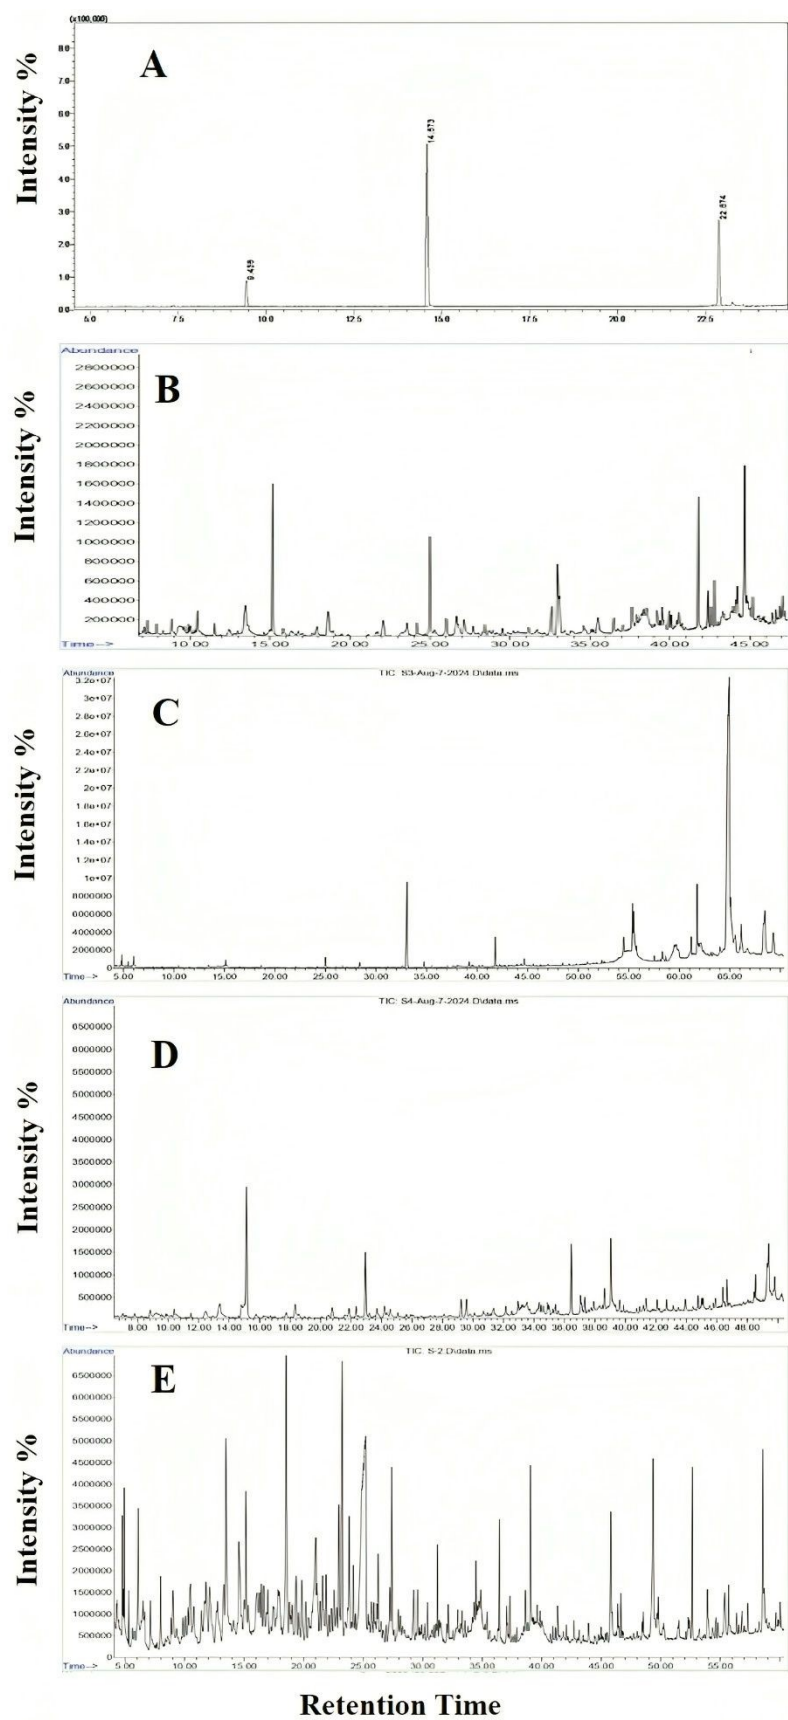 (x100,000)
A
Intensity %
8.0
7.0
6.0
5.0
4.0
3.0
2.0
1.0
0.0
14.573
22.874
5.0 7.5 10.0 12.5 15.0 17.5 20.0 22.5
Abundance
B
Intensity %
2800000
2600000
2400000
2200000
2000000
1800000
1600000
1400000
1200000
1000000
800000
600000
400000
200000
Time--> 10.00 15.00 20.00 25.00 30.00 35.00 40.00 45.00
Abundance TIC: S3-Aug-7-2024.D\data.ms
C
Intensity %
3.2e+07
3e+07
2.8e+07
2.6e+07
2.4e+07
2.2e+07
2e+07
1.8e+07
1.6e+07
1.4e+07
1.2e+07
1e+07
8000000
6000000
4000000
2000000
Time--> 5.00 10.00 15.00 20.00 25.00 30.00 35.00 40.00 45.00 50.00 55.00 60.00 65.00
Abundance TIC: S4-Aug-7-2024.D\data.ms
D
Intensity %
6500000
6000000
5500000
5000000
4500000
4000000
3500000
3000000
2500000
2000000
1500000
1000000
500000
Time--> 8.00 10.00 12.00 14.00 16.00 18.00 20.00 22.00 24.00 26.00 28.00 30.00 32.00 34.00 36.00 38.00 40.00 42.00 44.00 46.00 48.00
Abundance TIC: S-2.D\data.ms
E
Intensity %
6500000
6000000
5500000
5000000
4500000
4000000
3500000
3000000
2500000
2000000
1500000
1000000
500000
0
Time--> 5.00 10.00 15.00 20.00 25.00 30.00 35.00 40.00 45.00 50.00 55.00
Retention Time